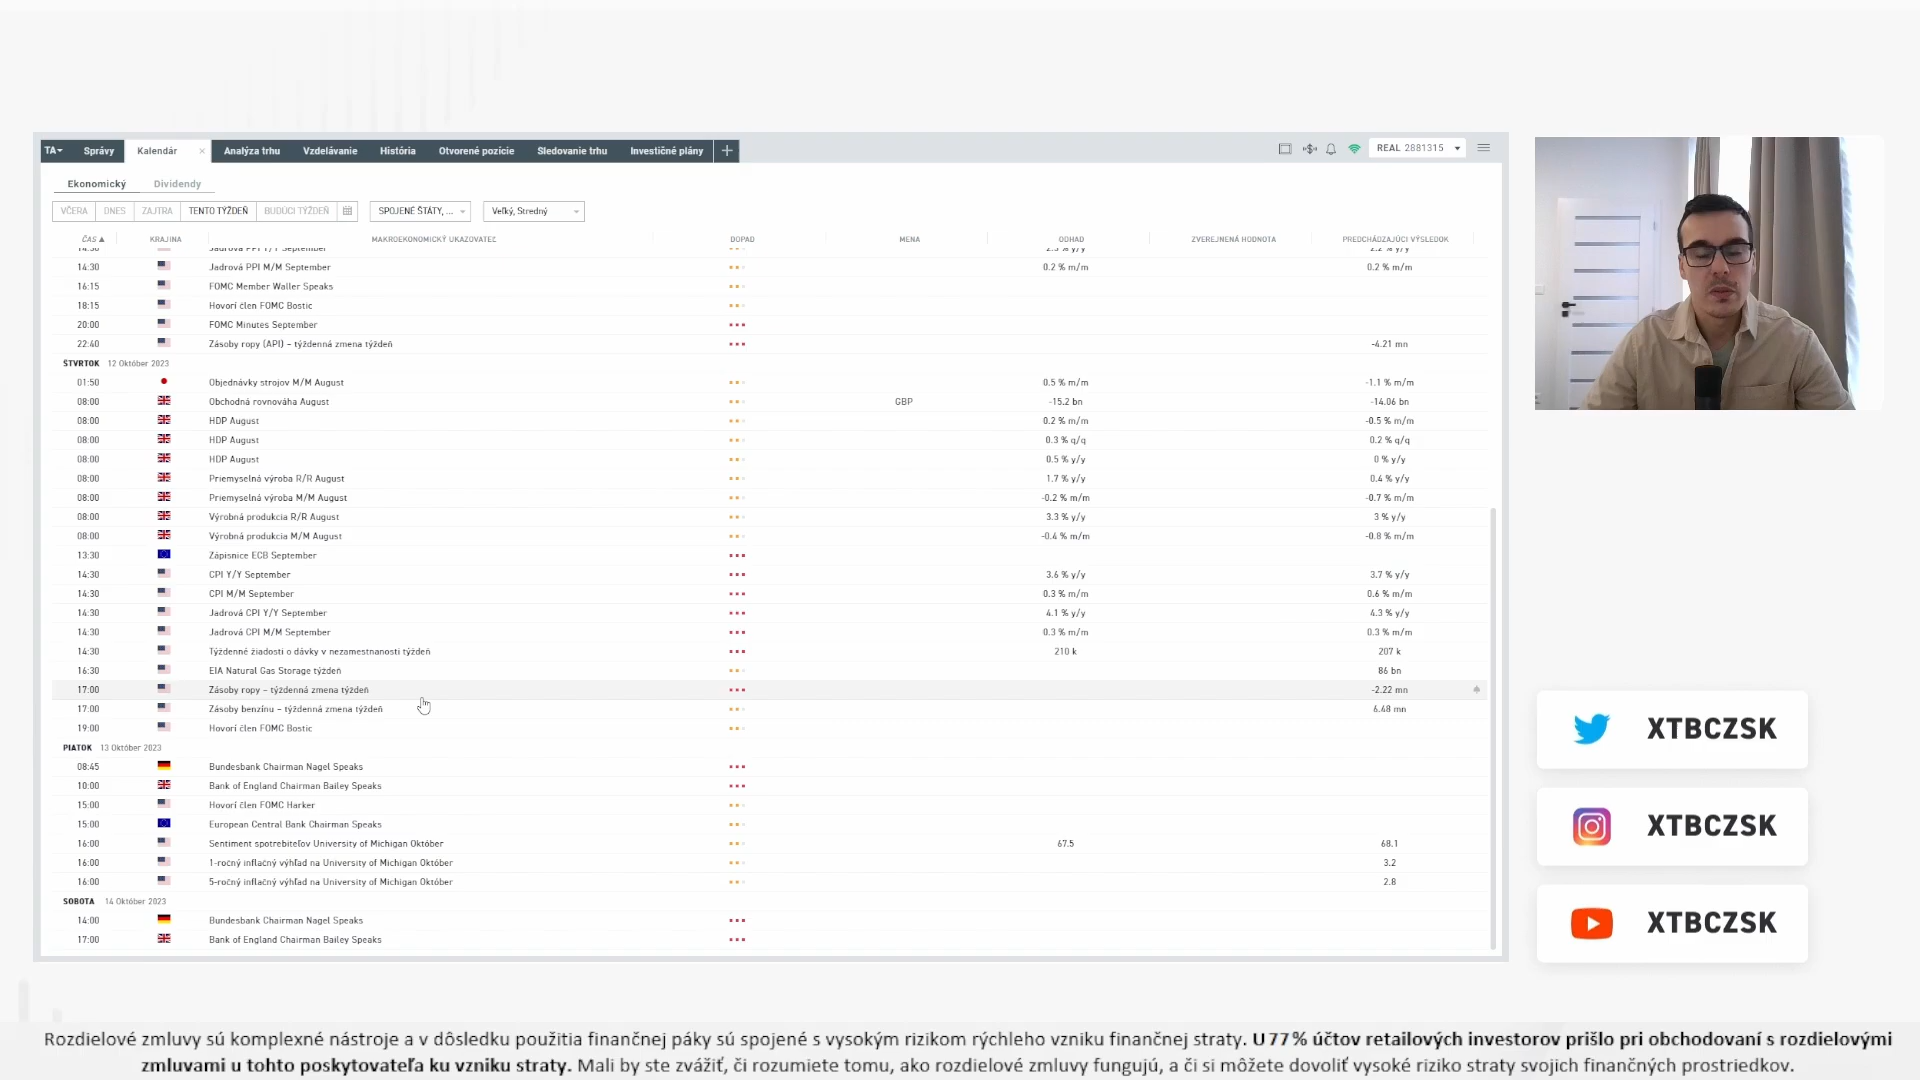 TA Správy Kalendár Analýza trhu Vzdelávanie História Otvorené pozície Sledovanie trhu Investičné plány REAL 2881315
Ekonomický Dividendy
VČERA DNES ZAJTRA TENTO TÝŽDEŇ BUDÚCI TÝŽDEŇ SPOJENÉ ŠTÁTY, ... Veľký, Stredný
ČAS KRAJINA MAKROEKONOMICKÝ UKAZOVATEĽ DOPAD MENA ODHAD ZVEREJNENÁ HODNOTA PREDCHÁDZAJÚCI VÝSLEDOK
14:30 Jadrová PPI M/M September 0.2 % m/m 0.2 % m/m
16:15 FOMC Member Waller Speaks
18:15 Hovorí člen FOMC Bostic
20:00 FOMC Minutes September
22:40 Zásoby ropy (API) – týždenná zmena týždeň -4.21 mn
ŠTVRTOK 12 Október 2023
01:50 Objednávky strojov M/M August 0.5 % m/m -1.1 % m/m
08:00 Obchodná rovnováha August GBP -15.2 bn -14.06 bn
08:00 HDP August 0.2 % m/m -0.5 % m/m
08:00 HDP August 0.3 % q/q 0.2 % q/q
08:00 HDP August 0.5 % y/y 0 % y/y
08:00 Priemyselná výroba R/R August 1.7 % y/y 0.4 % y/y
08:00 Priemyselná výroba M/M August -0.2 % m/m -0.7 % m/m
08:00 Výrobná produkcia R/R August 3.3 % y/y 3 % y/y
08:00 Výrobná produkcia M/M August -0.4 % m/m -0.8 % m/m
13:30 Zápisnice ECB September
14:30 CPI Y/Y September 3.6 % y/y 3.7 % y/y
14:30 CPI M/M September 0.3 % m/m 0.6 % m/m
14:30 Jadrová CPI Y/Y September 4.1 % y/y 4.3 % y/y
14:30 Jadrová CPI M/M September 0.3 % m/m 0.3 % m/m
14:30 Týždenné žiadosti o dávky v nezamestnanosti týždeň 210 k 207 k
16:30 EIA Natural Gas Storage týždeň 86 bn
17:00 Zásoby ropy – týždenná zmena týždeň -2.22 mn
17:00 Zásoby benzínu – týždenná zmena týždeň 6.48 mn
19:00 Hovorí člen FOMC Bostic
PIATOK 13 Október 2023
08:45 Bundesbank Chairman Nagel Speaks
10:00 Bank of England Chairman Bailey Speaks
15:00 Hovorí člen FOMC Harker
15:00 European Central Bank Chairman Speaks
16:00 Sentiment spotrebiteľov University of Michigan Október 67.5 68.1
16:00 1-ročný inflačný výhľad na University of Michigan Október 3.2
16:00 5-ročný inflačný výhľad na University of Michigan Október 2.8
SOBOTA 14 Október 2023
14:00 Bundesbank Chairman Nagel Speaks
17:00 Bank of England Chairman Bailey Speaks
XTBCZSK
XTBCZSK
XTBCZSK
Rozdielové zmluvy sú komplexné nástroje a v dôsledku použitia finančnej páky sú spojené s vysokým rizikom rýchleho vzniku finančnej straty. U 77 % účtov retailových investorov prišlo pri obchodovaní s rozdielovými
zmluvami u tohto poskytovateľa ku vzniku straty. Mali by ste zvážiť, či rozumiete tomu, ako rozdielové zmluvy fungujú, a či si môžete dovoliť vysoké riziko straty svojich finančných prostriedkov.